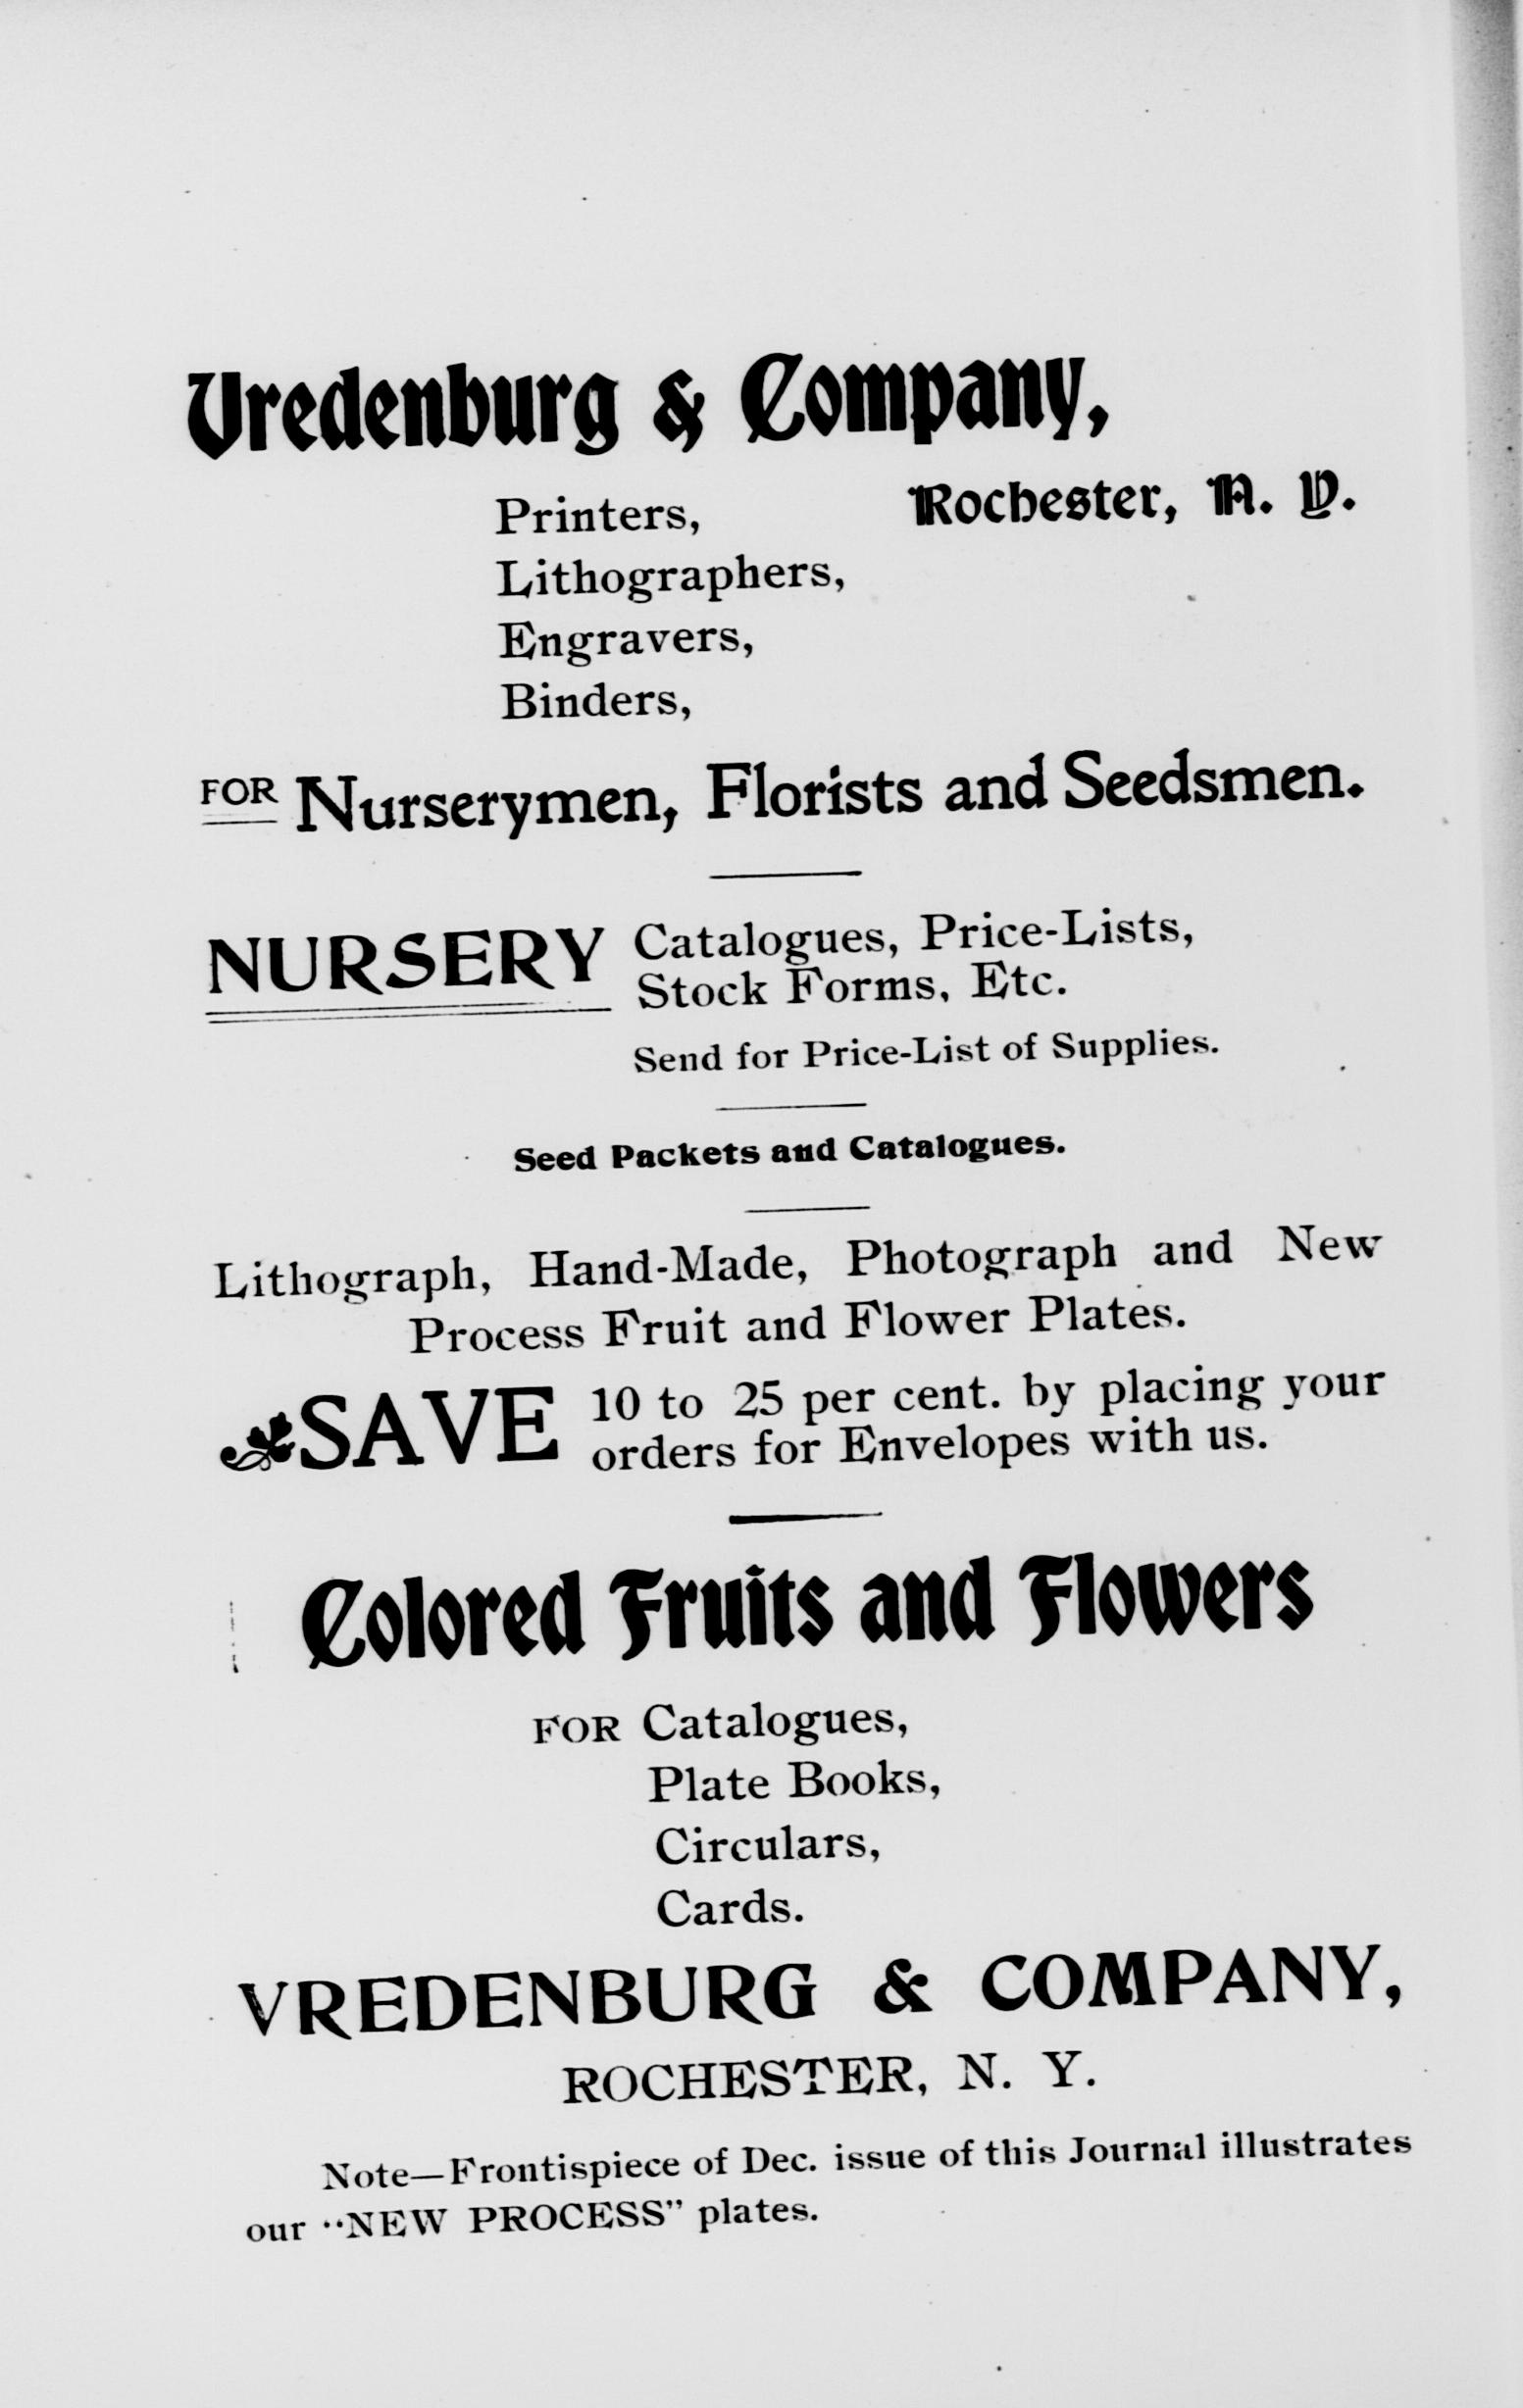 Vredenburg & Company,
Rochester, N. Y.
Printers,
Lithographers,
Engravers,
Binders,
FOR Nurserymen, Florists and Seedsmen.
NURSERY Catalogues, Price-Lists,
Stock Forms, Etc.
Send for Price-List of Supplies.
Seed Packets and Catalogues.
Lithograph, Hand-Made, Photograph and New
Process Fruit and Flower Plates.
SAVE 10 to 25 per cent. by placing your
orders for Envelopes with us.
Colored Fruits and Flowers
FOR Catalogues,
Plate Books,
Circulars,
Cards.
VREDENBURG & COMPANY,
ROCHESTER, N. Y.
Note—Frontispiece of Dec. issue of this Journal illustrates
our "NEW PROCESS" plates.